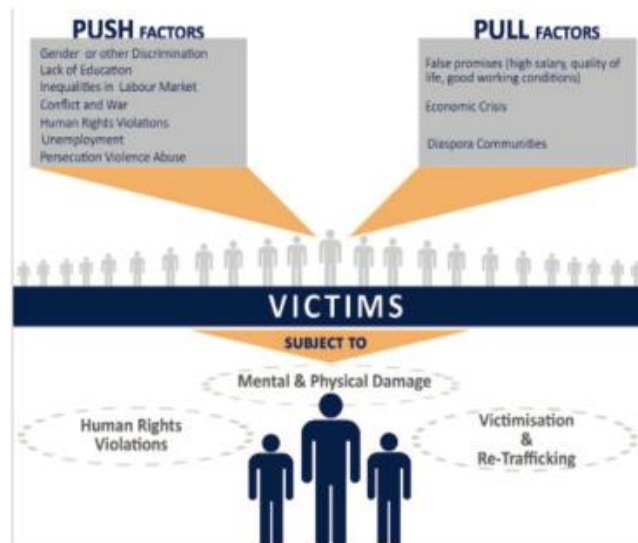 PUSH FACTORS
Gender or other Discrimination
Lack of Education
Inequalities in Labour Market
Conflict and War
Human Rights Violations
Unemployment
Persecution Violence Abuse
PULL FACTORS
False promises (high salary, quality of
life, good working conditions)
Economic Crisis
Diaspora Communities
VICTIMS
SUBJECT TO
Mental & Physical Damage
Human Rights
Violations
Victimisation
&
Re-Trafficking